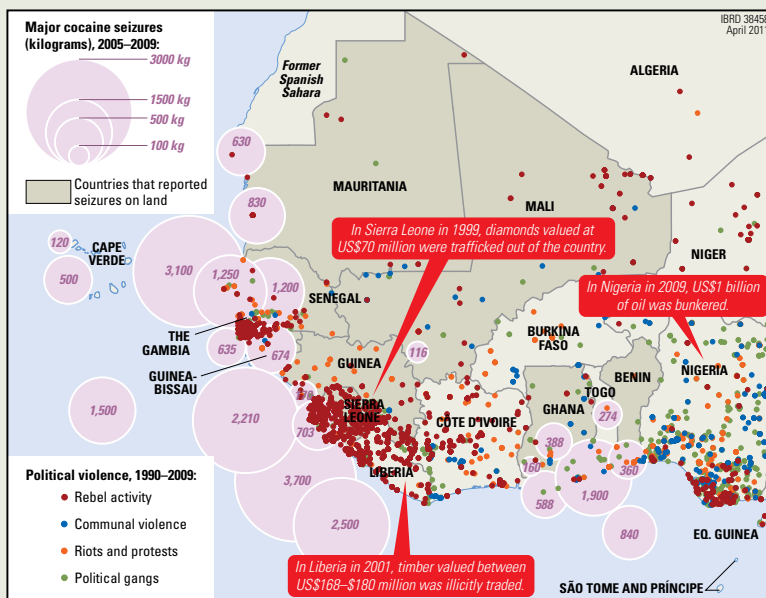 Major cocaine seizures
(kilograms), 2005–2009:
3000 kg
1500 kg
500 kg
100 kg
Countries that reported
seizures on land
IBRD 38458
April 2011
Former
Spanish
Sahara
ALGERIA
MAURITANIA
MALI
NIGER
630
830
120
CAPE
VERDE
500
3,100
1,250
1,200
SENEGAL
In Sierra Leone in 1999, diamonds valued at
US$70 million were trafficked out of the country.
In Nigeria in 2009, US$1 billion
of oil was bunkered.
THE
GAMBIA
635
674
GUINEA-
BISSAU
GUINEA
116
BURKINA
FASO
BENIN
NIGERIA
TOGO
GHANA
CÔTE D'IVOIRE
SIERRA
LEONE
LIBERIA
1,500
2,210
703
3,700
2,500
274
388
160
360
588
1,900
840
EQ. GUINEA
SÃO TOME AND PRÍNCIPE
In Liberia in 2001, timber valued between
US$168–$180 million was illicitly traded.
Political violence, 1990–2009:
Rebel activity
Communal violence
Riots and protests
Political gangs